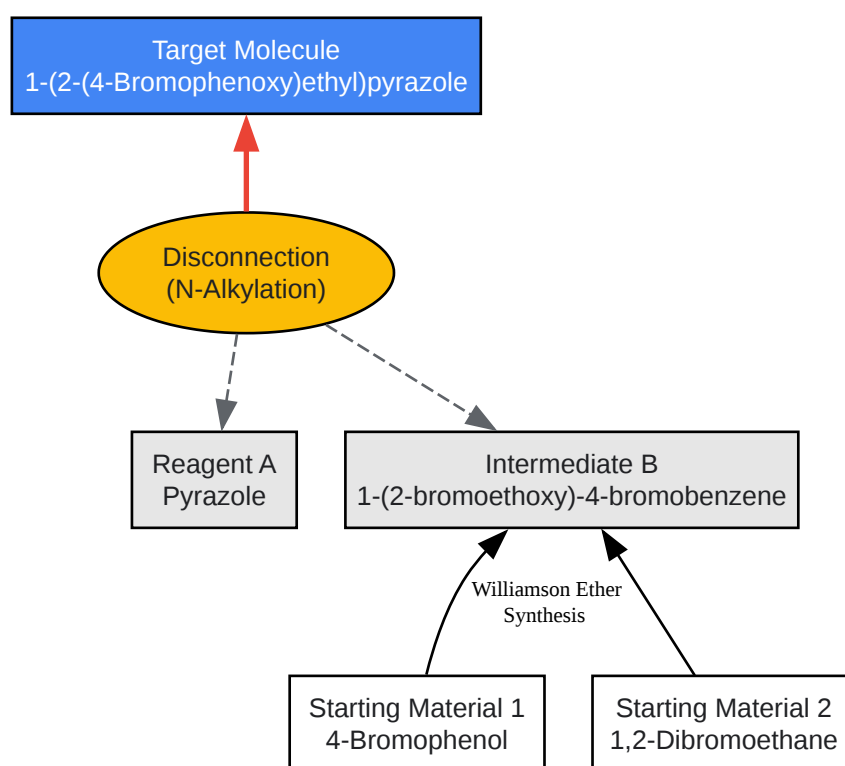 Target Molecule
1-(2-(4-Bromophenoxy)ethyl)pyrazole
Disconnection
(N-Alkylation)
Reagent A
Pyrazole
Intermediate B
1-(2-bromoethoxy)-4-bromobenzene
Williamson Ether
Synthesis
Starting Material 1
4-Bromophenol
Starting Material 2
1,2-Dibromoethane